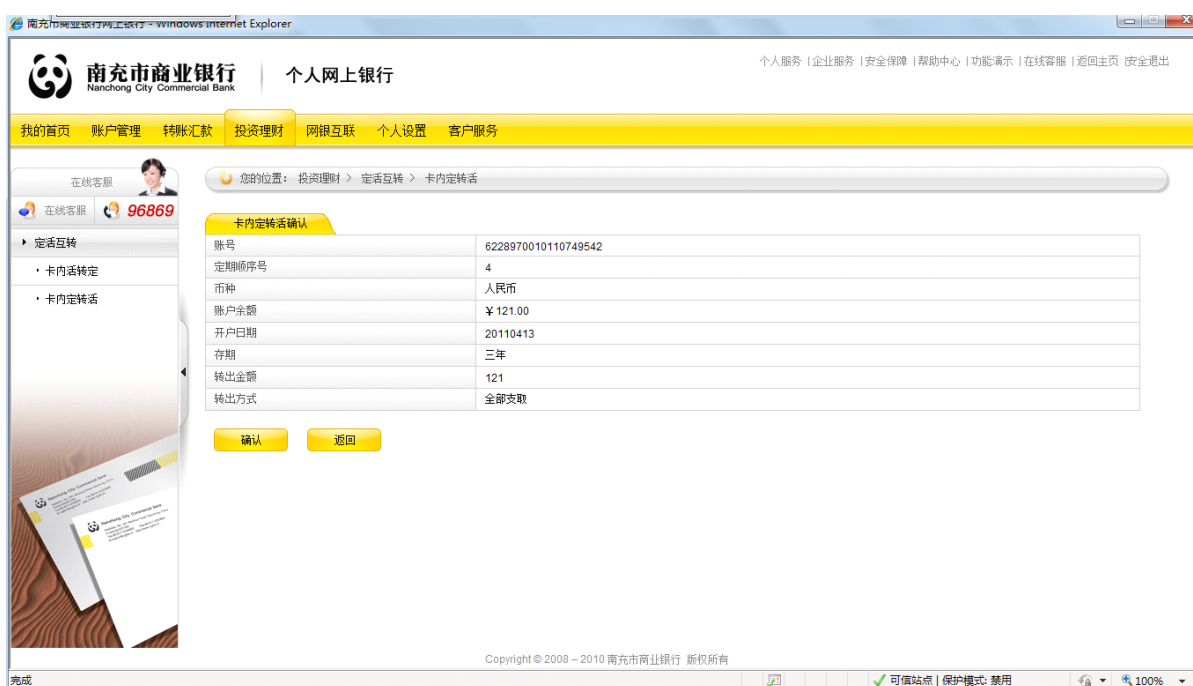 南充市商业银行网上银行 - Windows Internet Explorer
南充市商业银行
Nanchong City Commercial Bank
个人网上银行
个人服务 | 企业服务 | 安全保障 | 帮助中心 | 功能演示 | 在线客服 | 返回主页 | 安全退出
我的首页 账户管理 转账汇款 投资理财 网银互联 个人设置 客户服务
在线客服
在线客服 96869
定活互转
· 卡内活转定
· 卡内定转活
您的位置： 投资理财 > 定活互转 > 卡内定转活
卡内定转活确认
账号 6228970010110749542
定期顺序号 4
币种 人民币
账户余额 ¥ 121.00
开户日期 20110413
存期 三年
转出金额 121
转出方式 全部支取
确认 返回
Nanchong City Commercial Bank
Nanchong City Commercial Bank
Copyright © 2008 – 2010 南充市商业银行 版权所有
完成 可信站点 | 保护模式: 禁用 100%